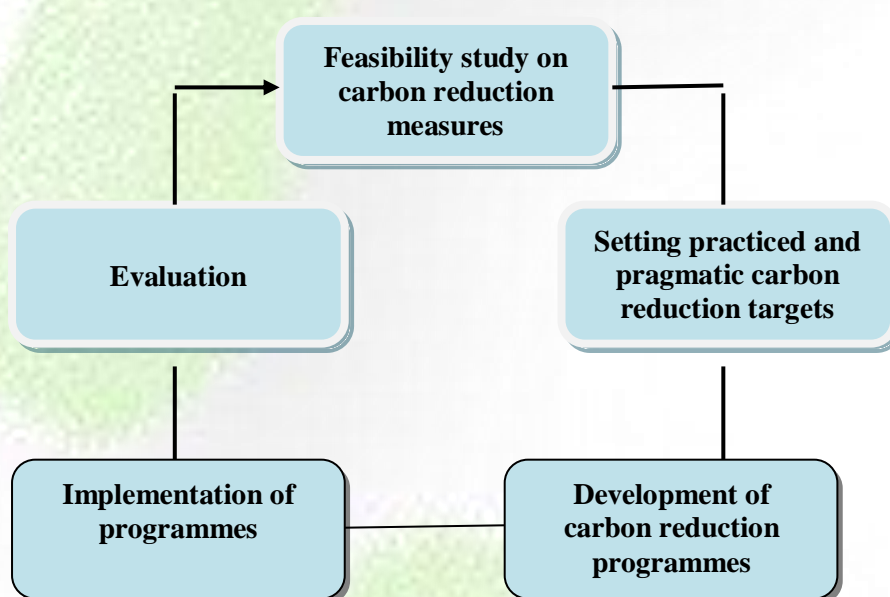 Feasibility study on
carbon reduction
measures
Evaluation
Setting practiced and
pragmatic carbon
reduction targets
Implementation of
programmes
Development of
carbon reduction
programmes